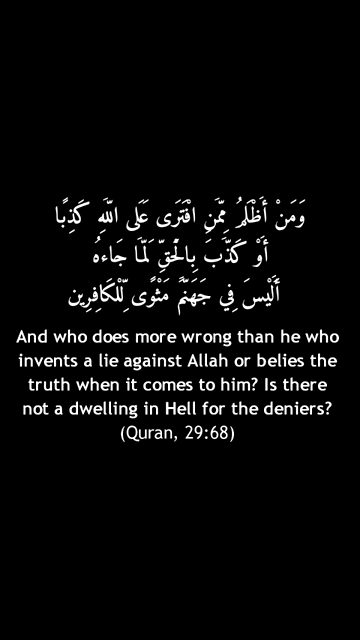 وَمَنْ أَظْلَمُ مِمَّنِ افْتَرَى عَلَى اللَّهِ كَذِبًا
أَوْ كَذَّبَ بِالْحَقِّ لَمَّا جَاءهُ
أَلَيْسَ فِي جَهَنَّمَ مَثْوًى لِّلْكَافِرِين
And who does more wrong than he who
invents a lie against Allah or belies the
truth when it comes to him? Is there
not a dwelling in Hell for the deniers?
(Quran, 29:68)